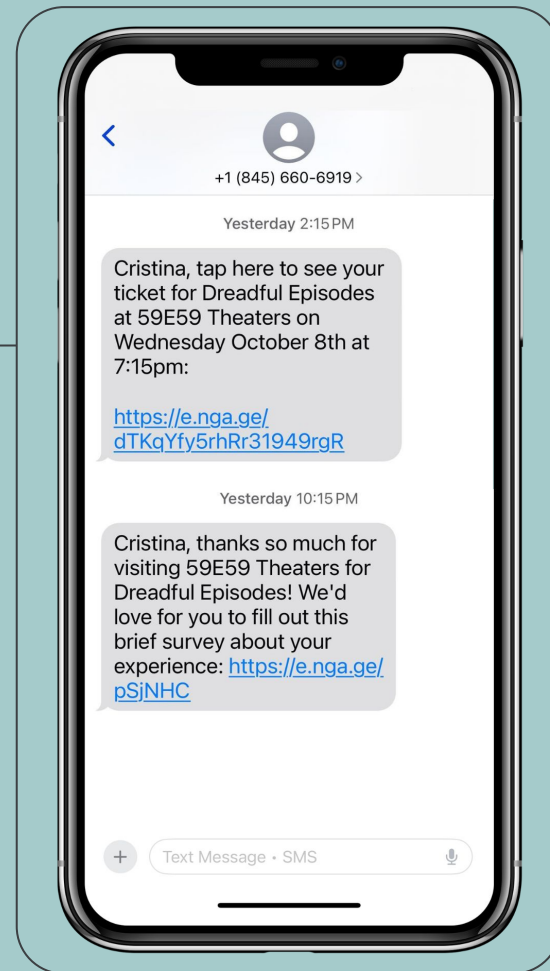 +1 (845) 660-6919 >
Yesterday 2:15 PM
Cristina, tap here to see your
ticket for Dreadful Episodes
at 59E59 Theaters on
Wednesday October 8th at
7:15pm:
https://e.nga.ge/
dTKqYfy5rhRr31949rgR
Yesterday 10:15 PM
Cristina, thanks so much for
visiting 59E59 Theaters for
Dreadful Episodes! We'd
love for you to fill out this
brief survey about your
experience: https://e.nga.ge/
pSjNHC
Text Message • SMS